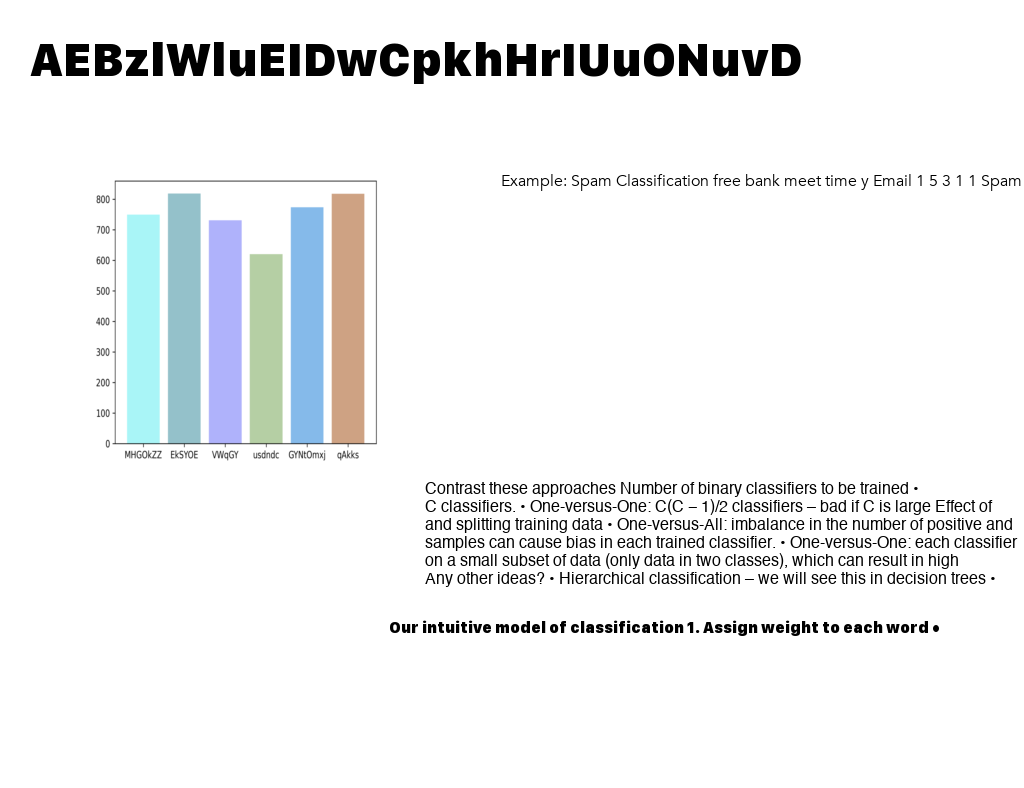 AEBzlWluEIDwCpkhHrIUuONuvD
Example: Spam Classification free bank meet time y Email 1 5 3 1 1 Spam
800
700
600
500
400
300
200
100
0
MHGOkZZ EkSYOE VWqGY usdndc GYNtOmxj qAkks
Contrast these approaches Number of binary classifiers to be trained •
C classifiers. • One-versus-One: C(C – 1)/2 classifiers – bad if C is large Effect of
and splitting training data • One-versus-All: imbalance in the number of positive and
samples can cause bias in each trained classifier. • One-versus-One: each classifier
on a small subset of data (only data in two classes), which can result in high
Any other ideas? • Hierarchical classification – we will see this in decision trees •
Our intuitive model of classification 1. Assign weight to each word •